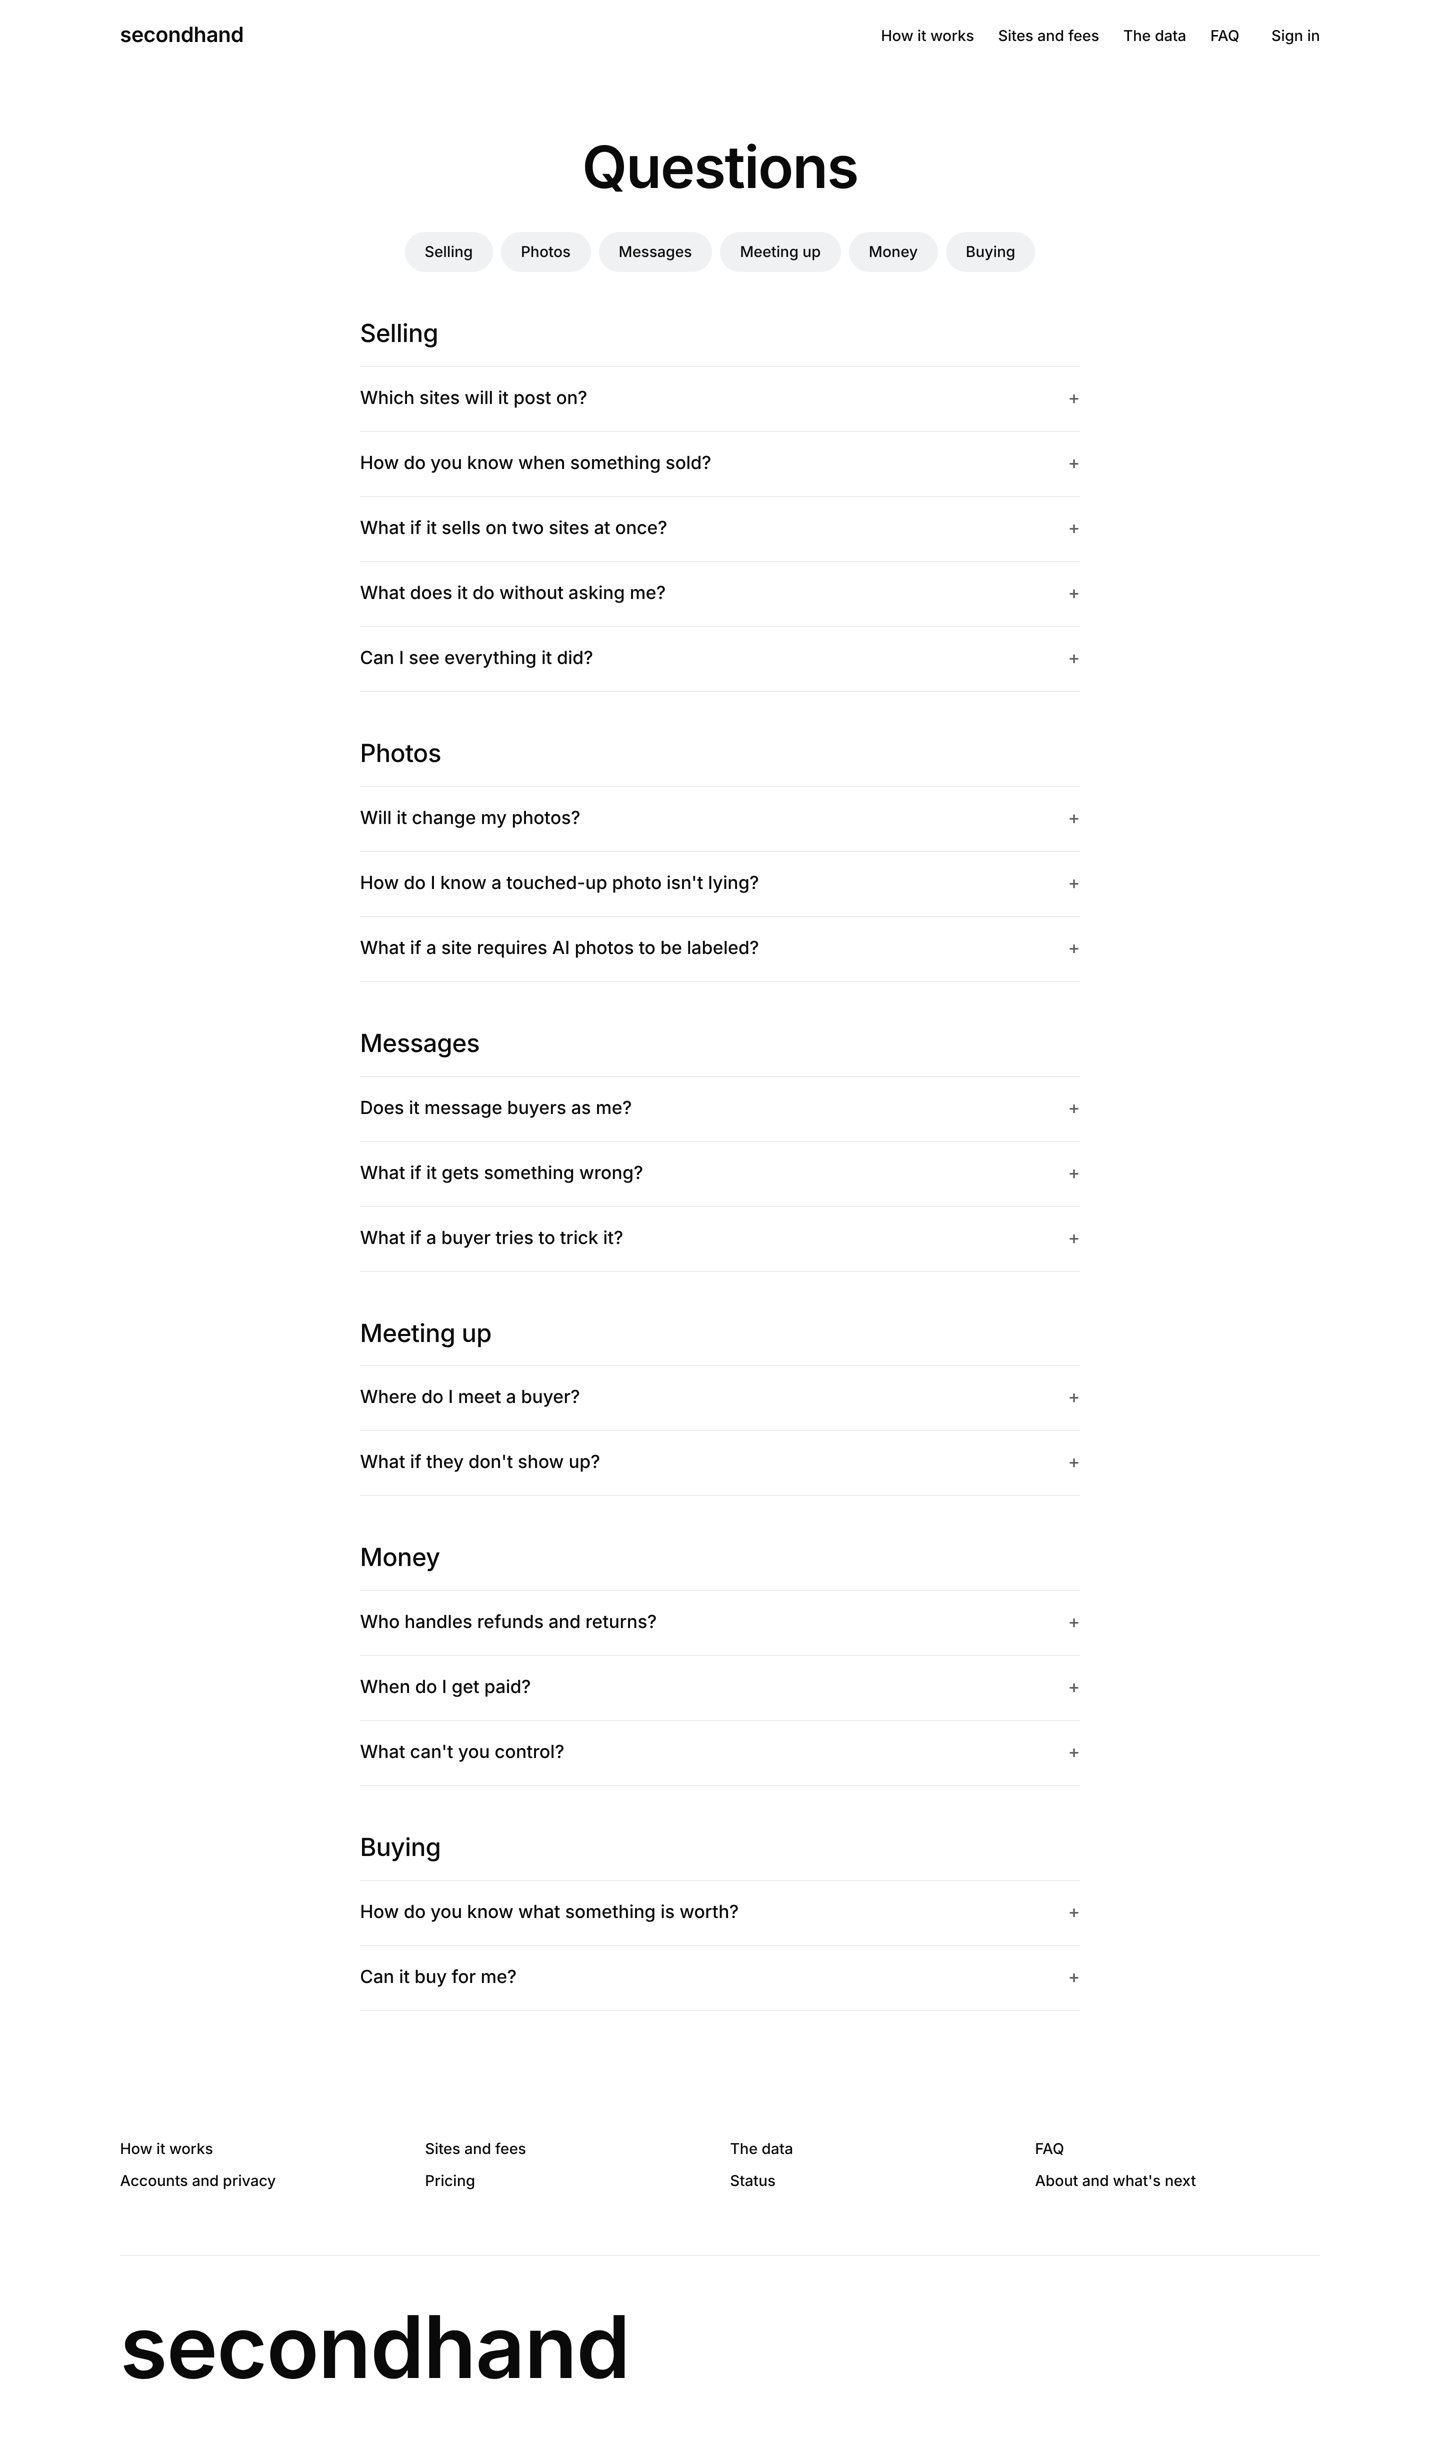 secondhand
How it works Sites and fees The data FAQ Sign in
Questions
Selling Photos Messages Meeting up Money Buying
Selling
Which sites will it post on? +
How do you know when something sold? +
What if it sells on two sites at once? +
What does it do without asking me? +
Can I see everything it did? +
Photos
Will it change my photos? +
How do I know a touched-up photo isn't lying? +
What if a site requires AI photos to be labeled? +
Messages
Does it message buyers as me? +
What if it gets something wrong? +
What if a buyer tries to trick it? +
Meeting up
Where do I meet a buyer? +
What if they don't show up? +
Money
Who handles refunds and returns? +
When do I get paid? +
What can't you control? +
Buying
How do you know what something is worth? +
Can it buy for me? +
How it works Sites and fees The data FAQ
Accounts and privacy Pricing Status About and what's next
secondhand